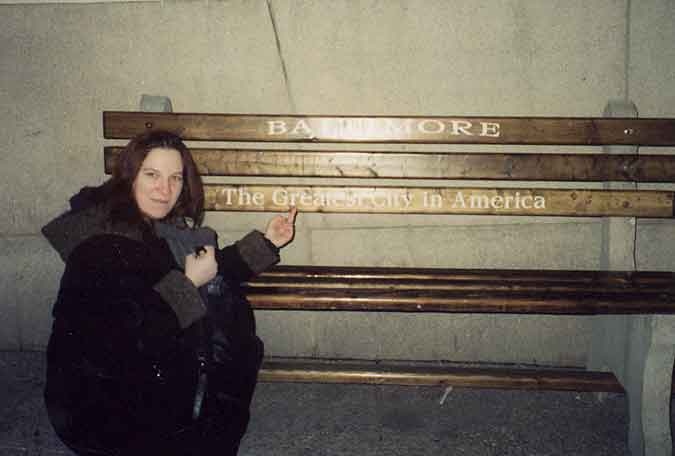 BALTIMORE
The Greatest City in America